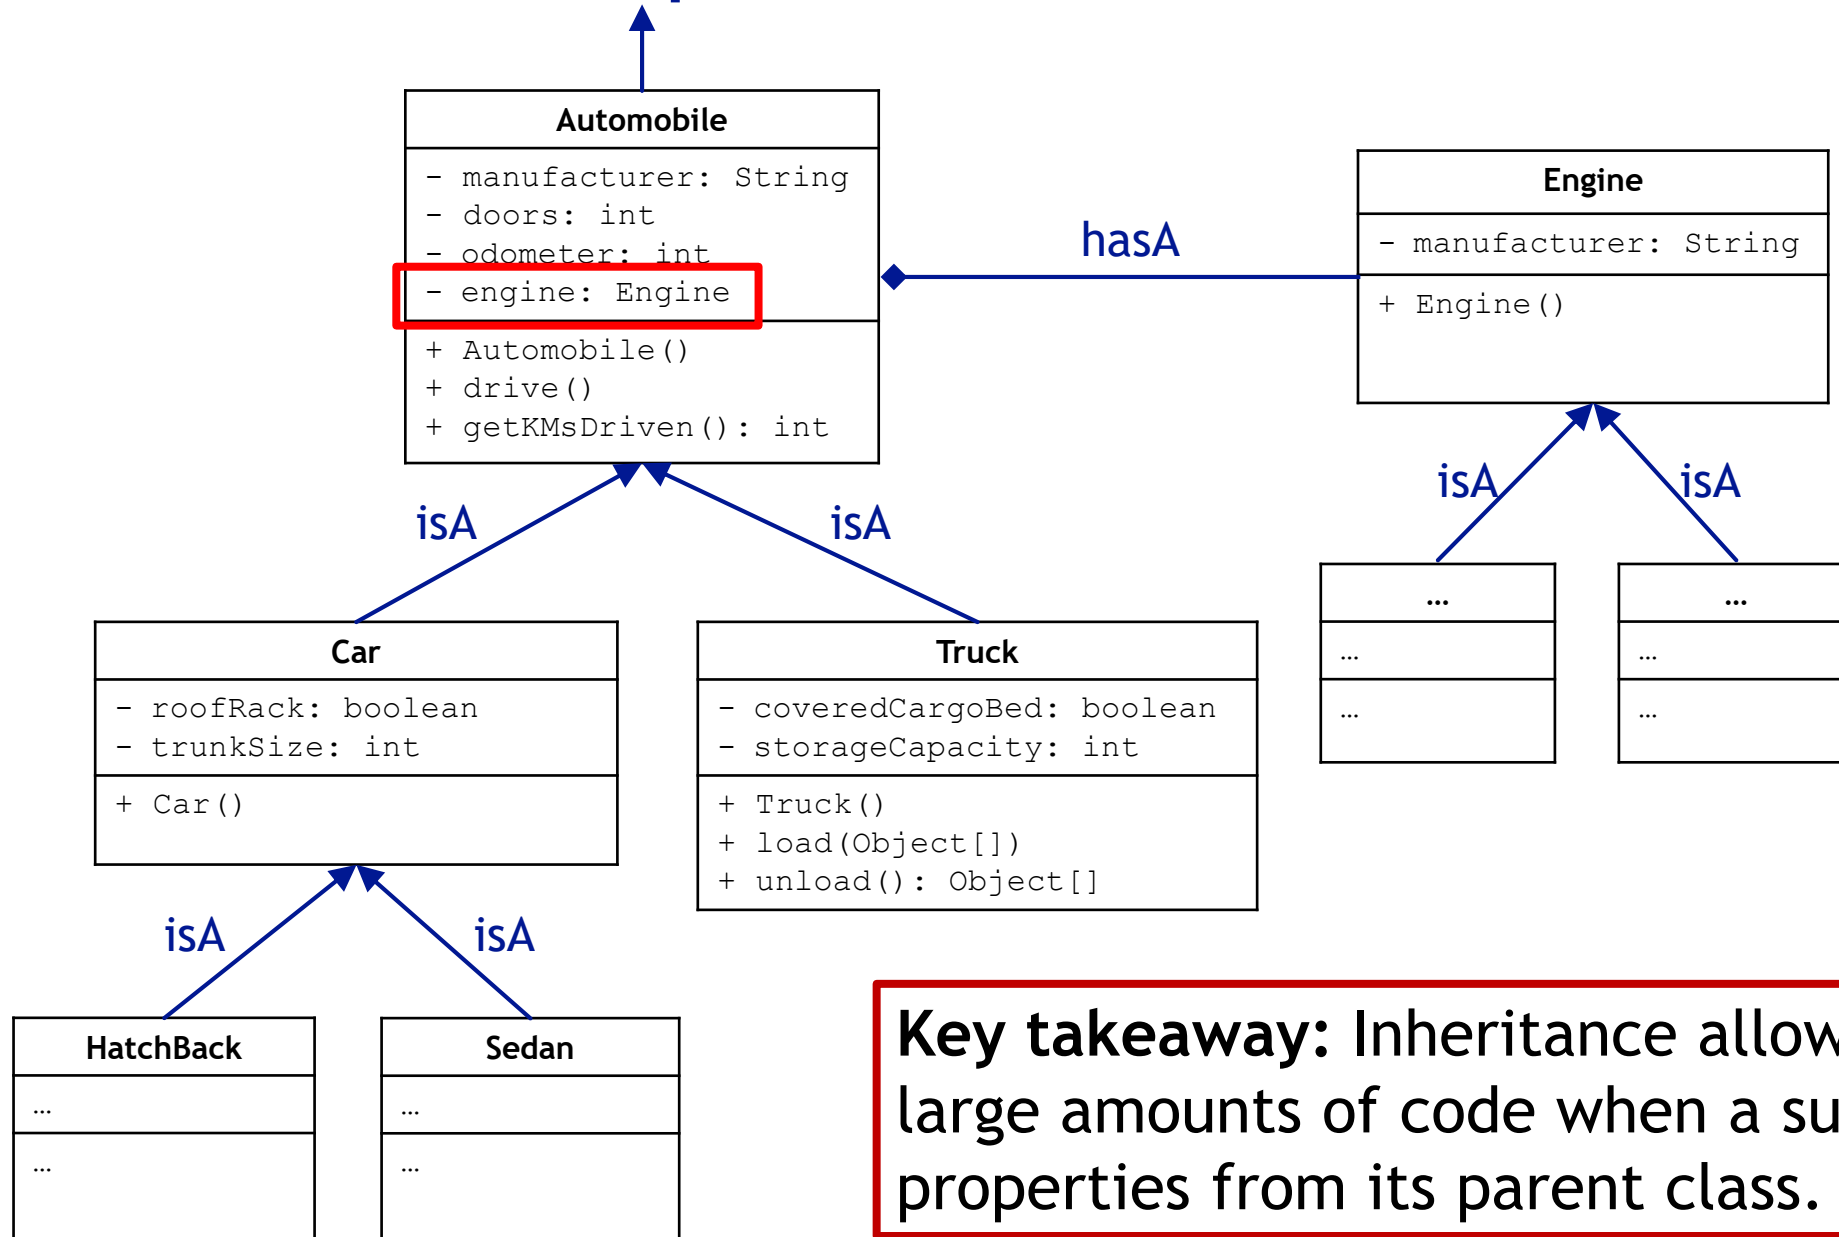 Automobile
- manufacturer: String
- doors: int
- odometer: int
- engine: Engine
+ Automobile()
+ drive()
+ getKMsDriven(): int
hasA
Engine
- manufacturer: String
+ Engine()
isA
isA
isA
isA
Car
- roofRack: boolean
- trunkSize: int
+ Car()
Truck
- coveredCargoBed: boolean
- storageCapacity: int
+ Truck()
+ load(Object[])
+ unload(): Object[]
...
...
...
...
...
...
isA
isA
HatchBack
...
...
Sedan
...
...
Key takeaway: Inheritance allow
large amounts of code when a su
properties from its parent class.